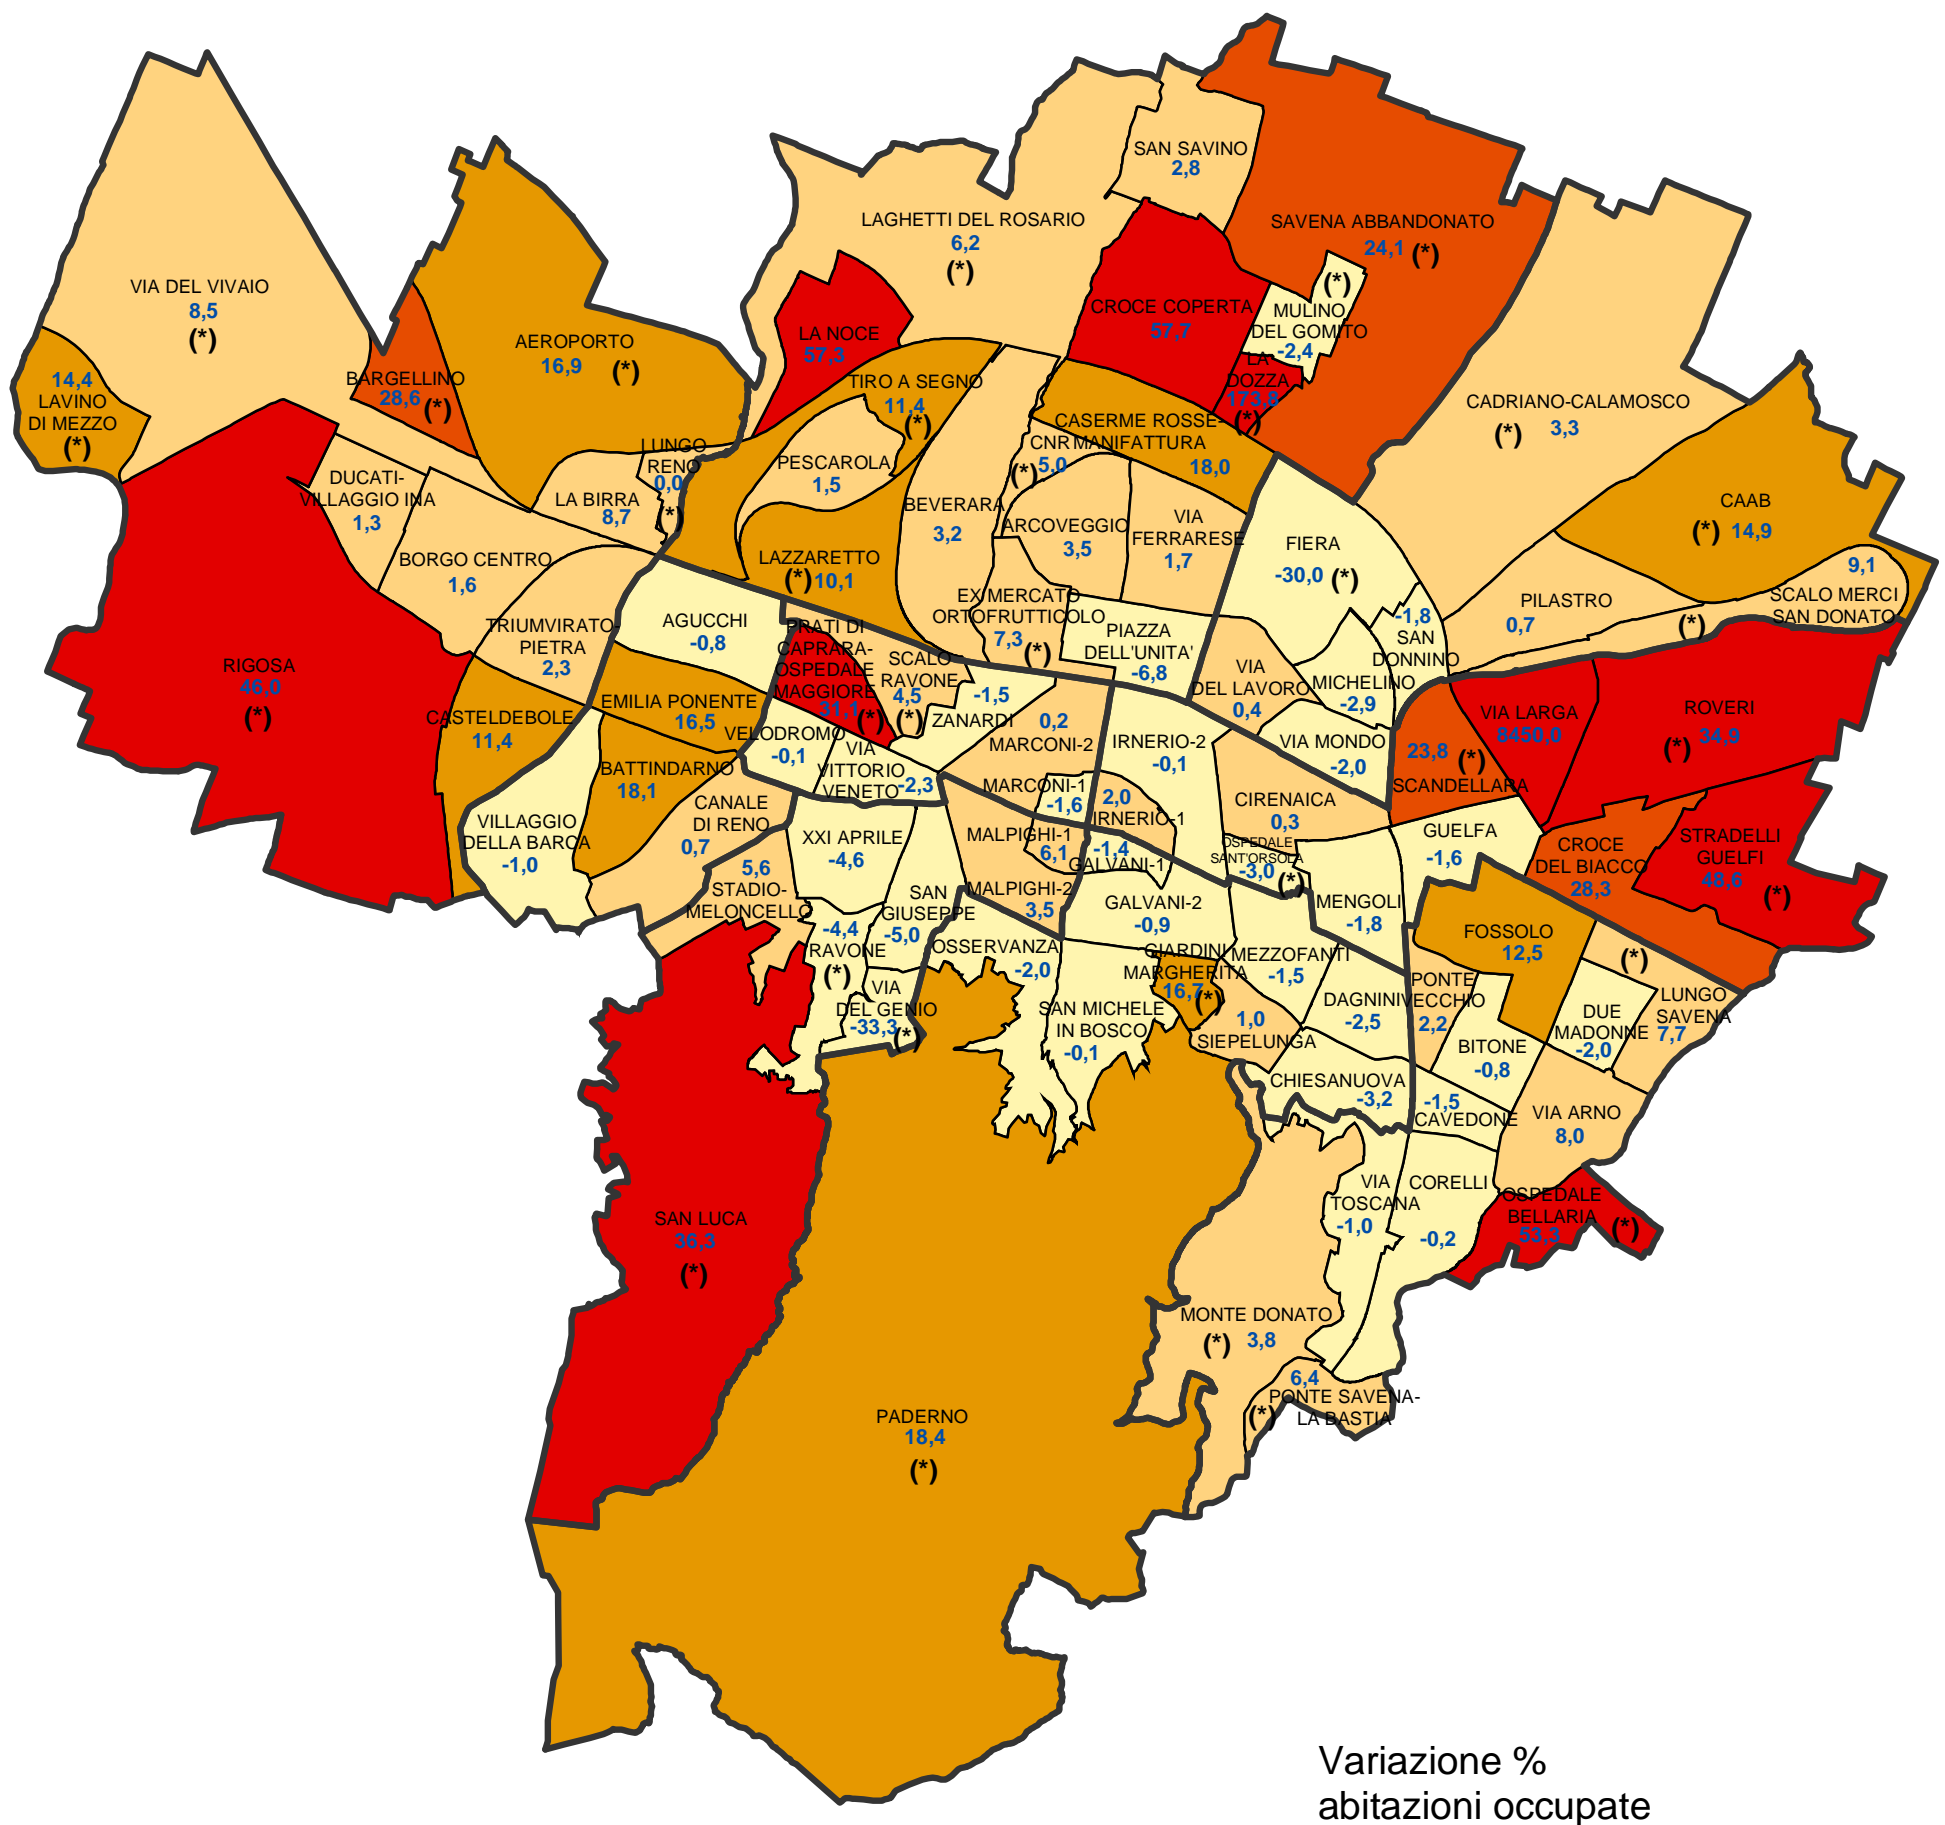 SAN SAVINO
2,8
LAGHETTI DEL ROSARIO
6,2
(*)
SAVENA ABBANDONATO
24,1 (*)
VIA DEL VIVAIO
8,5
(*)
AEROPORTO
16,9 (*)
BARGELLINO
28,6 (*)
14,4
LAVINO
DI MEZZO
(*)
LA NOCE
57,3
CROCE COPERTA
57,7
(*)
MULINO
DEL GOMITO
-2,4
LA
DOZZA
173,8
(*)
TIRO A SEGNO
11,4
(*)
CASERME ROSSE-
MANIFATTURA
18,0
CNR
(*) 5,0
CADRIANO-CALAMOSCO
(*) 3,3
CAAB
(*) 14,9
LUNGO
RENO
0,0
(*)
PESCAROLA
1,5
DUCATI-
VILLAGGIO INA
1,3
LA BIRRA
8,7
BEVERARA
3,2
ARCOVEGGIO
3,5
VIA
FERRARESE
1,7
FIERA
-30,0 (*)
BORGO CENTRO
1,6
LAZZARETTO
(*) 10,1
9,1
SCALO MERCI
SAN DONATO
(*)
PILASTRO
0,7
EX MERCATO
ORTOFRUTTICOLO
7,3 (*)
PIAZZA
DELL'UNITA'
-6,8
-1,8
SAN
DONNINO
AGUCCHI
-0,8
TRIUMVIRATO-
PIETRA
2,3
PRATI DI
CAPRARA-
OSPEDALE
MAGGIORE
31,1 (*)
SCALO
RAVONE
4,5
(*)
RIGOSA
46,0
(*)
VIA
DEL LAVORO
0,4
MICHELINO
-2,9
EMILIA PONENTE
16,5
-1,5
ZANARDI
0,2
MARCONI-2
CASTELDEBOLE
11,4
VELODROMO
-0,1
VIA
VITTORIO
VENETO
-2,3
IRNERIO-2
-0,1
VIA MONDO
-2,0
VIA LARGA
8450,0
ROVERI
(*) 34,9
23,8 (*)
SCANDELLARA
BATTINDARNO
18,1
MARCONI-1
-1,6
2,0
IRNERIO-1
CIRENAICA
0,3
CANALE
DI RENO
0,7
VILLAGGIO
DELLA BARCA
-1,0
XXI APRILE
-4,6
MALPIGHI-1
6,1
-1,4
GALVANI-1
OSPEDALE
SANT'ORSOLA
-3,0 (*)
GUELFA
-1,6
CROCE
DEL BIACCO
28,3
STRADELLI
GUELFI
48,6
(*)
5,6
STADIO-
MELONCELLO
SAN
GIUSEPPE
-5,0
MALPIGHI-2
3,5
GALVANI-2
-0,9
MENGOLI
-1,8
-4,4
RAVONE
(*)
OSSERVANZA
-2,0
GIARDINI
MARGHERITA
16,7 (*)
MEZZOFANTI
-1,5
FOSSOLO
12,5
(*)
LUNGO
SAVENA
7,7
VIA
DEL GENIO
-33,3 (*)
SAN MICHELE
IN BOSCO
-0,1
1,0
SIEPELUNGA
DAGNINI
-2,5
PONTE
VECCHIO
2,2
DUE
MADONNE
-2,0
BITONE
-0,8
CHIESANUOVA
-3,2
-1,5
CAVEDONE
VIA ARNO
8,0
VIA
TOSCANA
-1,0
CORELLI
-0,2
OSPEDALE
BELLARIA
53,3
(*)
SAN LUCA
36,3
(*)
MONTE DONATO
(*) 3,8
6,4
PONTE SAVENA-
LA BASTIA
(*)
PADERNO
18,4
(*)
Variazione %
abitazioni occupate